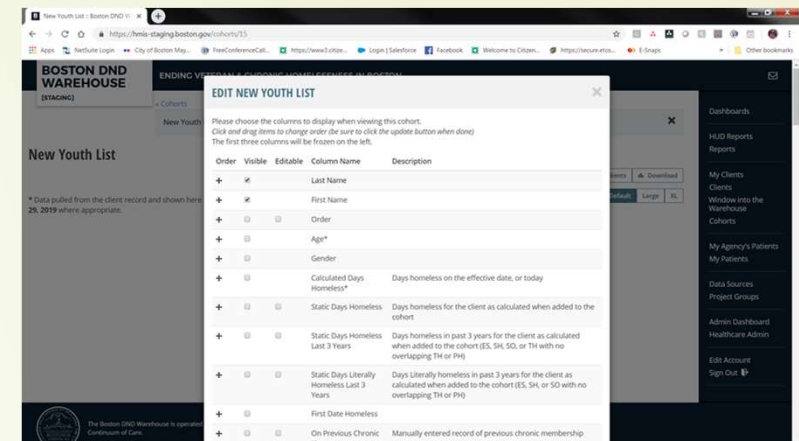 New Youth List :: Boston DND W
https://hmis-staging.boston.gov/cohorts/15
Apps NetSuite Login City of Boston May... FreeConferenceCall... https://www3.citize... Login | Salesforce Facebook Welcome to Citizen... https://secure.etos... E-Snaps Other bookmarks
BOSTON DND
WAREHOUSE
[STAGING]
ENDING VETERAN & CHRONIC HOMELESSNESS IN BOSTON
« Cohorts
New Youth
New Youth List
* Data pulled from the client record and shown here
29, 2019 where appropriate.
EDIT NEW YOUTH LIST
Please choose the columns to display when viewing this cohort.
Click and drag items to change order (be sure to click the update button when done)
The first three columns will be frozen on the left.
Order Visible Editable Column Name Description
Last Name
First Name
Order
Age*
Gender
Calculated Days Homeless on the effective date, or today
Homeless*
Static Days Homeless Days homeless for the client as calculated when added to the
cohort
Static Days Homeless Days homeless in past 3 years for the client as calculated
Last 3 Years when added to the cohort (ES, SH, SO, or TH with no
overlapping TH or PH)
Static Days Literally Days Literally homeless in past 3 years for the client as
Homeless Last 3 calculated when added to the cohort (ES, SH, or SO with no
Years overlapping TH or PH)
First Date Homeless
On Previous Chronic Manually entered record of previous chronic membership
Download
Default Large XL
Dashboards
HUD Reports
Reports
My Clients
Clients
Window into the
Warehouse
Cohorts
My Agency's Patients
My Patients
Data Sources
Project Groups
Admin Dashboard
Healthcare Admin
Edit Account
Sign Out
The Boston DND Warehouse is operated
Continuum of Care.